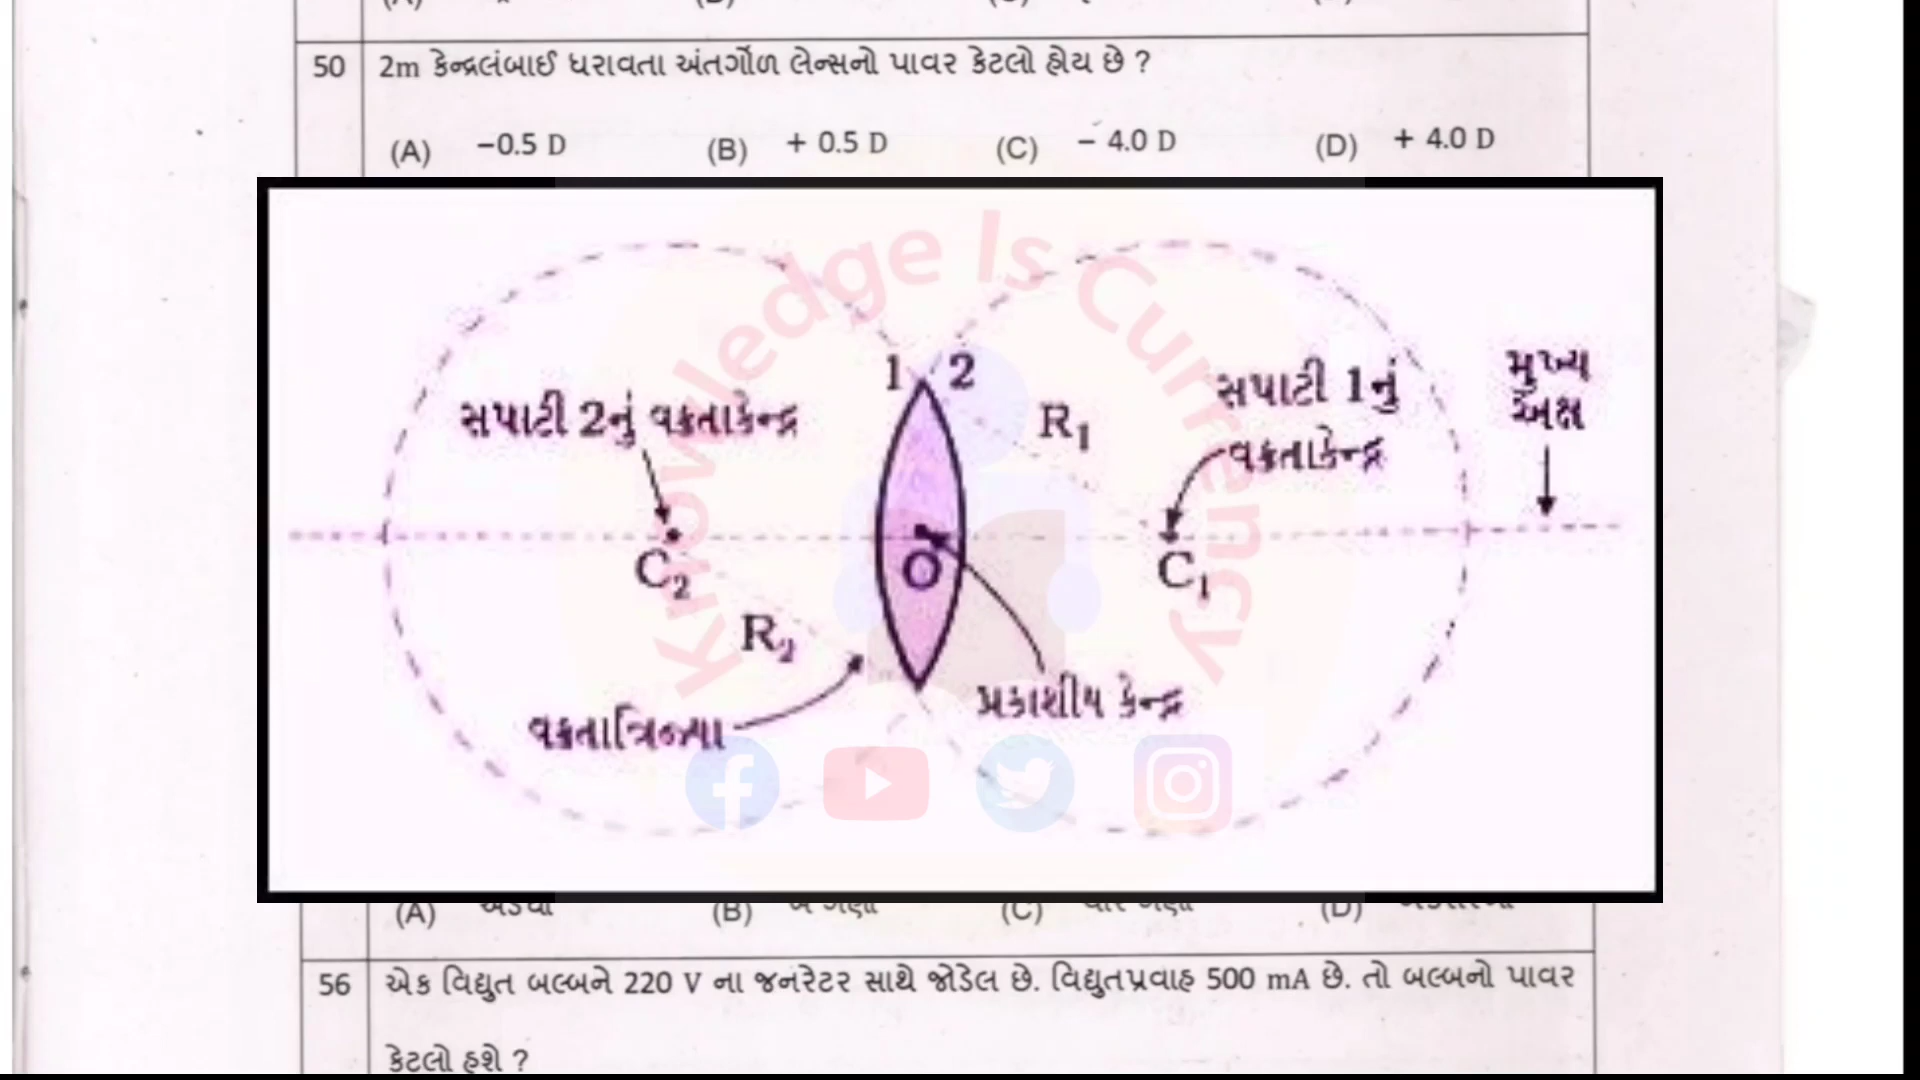 50 2m કેન્દ્રલંબાઈ ધરાવતા અંતર્ગોળ લેન્સનો પાવર કેટલો હોય છે ?
(A) −0.5 D (B) + 0.5 D (C) − 4.0 D (D) + 4.0 D
Knowledge Is Currency
1 2
સપાટી 2નું વક્રતાકેન્દ્ર
R1
સપાટી 1નું
વક્રતાકેન્દ્ર
મુખ્ય
અક્ષ
C2
O
C1
R2
વક્રતાત્રિજ્યા
પ્રકાશીય કેન્દ્ર
(A) (B) (C) (D)
56 એક વિદ્યુત બલ્બને 220 V ના જનરેટર સાથે જોડેલ છે. વિદ્યુતપ્રવાહ 500 mA છે. તો બલ્બનો પાવર
કેટલો હશે ?